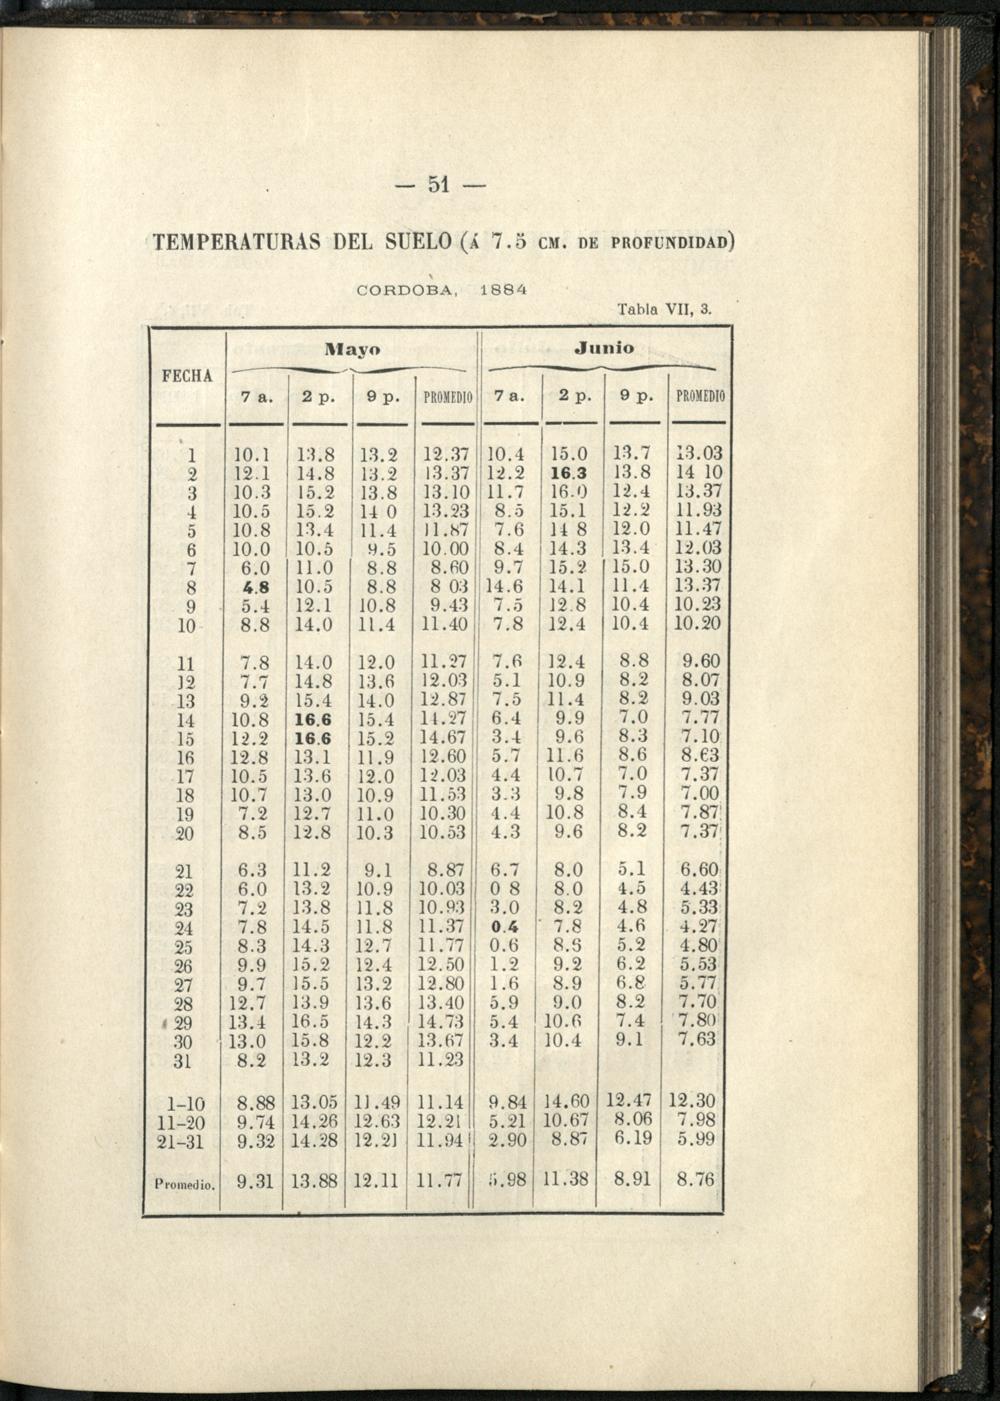 — 51 —
TEMPERATURAS DEL SUELO (Á 7.5 CM. DE PROFUNDIDAD)
CORDOBA, 1884
Tabla VII, 3.
FECHA Mayo Junio
7 a. 2 p. 9 p. PROMEDIO 7 a. 2 p. 9 p. PROMEDIO
1 10.1 13.8 13.2 12.37 10.4 15.0 13.7 13.03
2 12.1 14.8 13.2 13.37 12.2 16.3 13.8 14 10
3 10.3 15.2 13.8 13.10 11.7 16.0 12.4 13.37
4 10.5 15.2 14 0 13.23 8.5 15.1 12.2 11.93
5 10.8 13.4 11.4 11.87 7.6 14 8 12.0 11.47
6 10.0 10.5 9.5 10.00 8.4 14.3 13.4 12.03
7 6.0 11.0 8.8 8.60 9.7 15.2 15.0 13.30
8 4.8 10.5 8.8 8 03 14.6 14.1 11.4 13.37
9 5.4 12.1 10.8 9.43 7.5 12.8 10.4 10.23
10 8.8 14.0 11.4 11.40 7.8 12.4 10.4 10.20
11 7.8 14.0 12.0 11.27 7.6 12.4 8.8 9.60
12 7.7 14.8 13.6 12.03 5.1 10.9 8.2 8.07
13 9.2 15.4 14.0 12.87 7.5 11.4 8.2 9.03
14 10.8 16.6 15.4 14.27 6.4 9.9 7.0 7.77
15 12.2 16.6 15.2 14.67 3.4 9.6 8.3 7.10
16 12.8 13.1 11.9 12.60 5.7 11.6 8.6 8.63
17 10.5 13.6 12.0 12.03 4.4 10.7 7.0 7.37
18 10.7 13.0 10.9 11.53 3.3 9.8 7.9 7.00
19 7.2 12.7 11.0 10.30 4.4 10.8 8.4 7.87
20 8.5 12.8 10.3 10.53 4.3 9.6 8.2 7.37
21 6.3 11.2 9.1 8.87 6.7 8.0 5.1 6.60
22 6.0 13.2 10.9 10.03 0 8 8.0 4.5 4.43
23 7.2 13.8 11.8 10.93 3.0 8.2 4.8 5.33
24 7.8 14.5 11.8 11.37 0.4 7.8 4.6 4.27
25 8.3 14.3 12.7 11.77 0.6 8.6 5.2 4.80
26 9.9 15.2 12.4 12.50 1.2 9.2 6.2 5.53
27 9.7 15.5 13.2 12.80 1.6 8.9 6.8 5.77
28 12.7 13.9 13.6 13.40 5.9 9.0 8.2 7.70
29 13.4 16.5 14.3 14.73 5.4 10.6 7.4 7.80
30 13.0 15.8 12.2 13.67 3.4 10.4 9.1 7.63
31 8.2 13.2 12.3 11.23
1-10 8.88 13.05 11.49 11.14 9.84 14.60 12.47 12.30
11-20 9.74 14.26 12.63 12.21 5.21 10.67 8.06 7.98
21-31 9.32 14.28 12.21 11.94 2.90 8.87 6.19 5.99
Promedio. 9.31 13.88 12.11 11.77 5.98 11.38 8.91 8.76